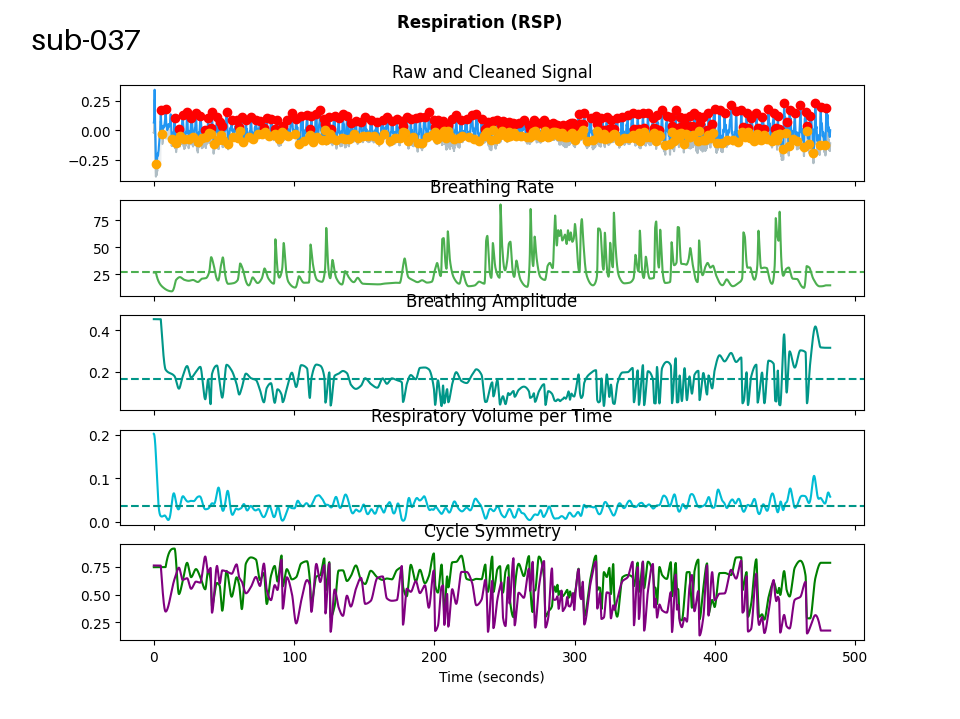 Respiration (RSP)
sub-037
Raw and Cleaned Signal
0.25
0.00
−0.25
Breathing Rate
75
50
25
Breathing Amplitude
0.4
0.2
Respiratory Volume per Time
0.2
0.1
0.0
Cycle Symmetry
0.75
0.50
0.25
0 100 200 300 400 500
Time (seconds)